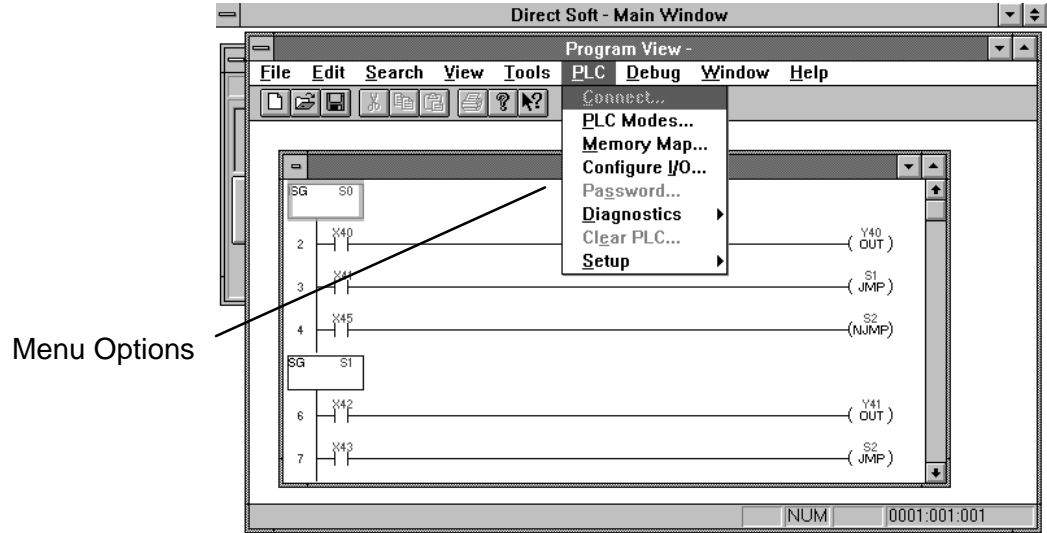 Direct Soft - Main Window
Program View -
File Edit Search View Tools PLC Debug Window Help
Connect...
PLC Modes...
Memory Map...
Configure I/O...
Password...
Diagnostics
Clear PLC...
Setup
SG S0
2 X40 Y40 OUT
3 X41 S1 JMP
4 X45 S2 NJMP
Menu Options
SG S1
6 X42 Y41 OUT
7 X43 S2 JMP
NUM 0001:001:001